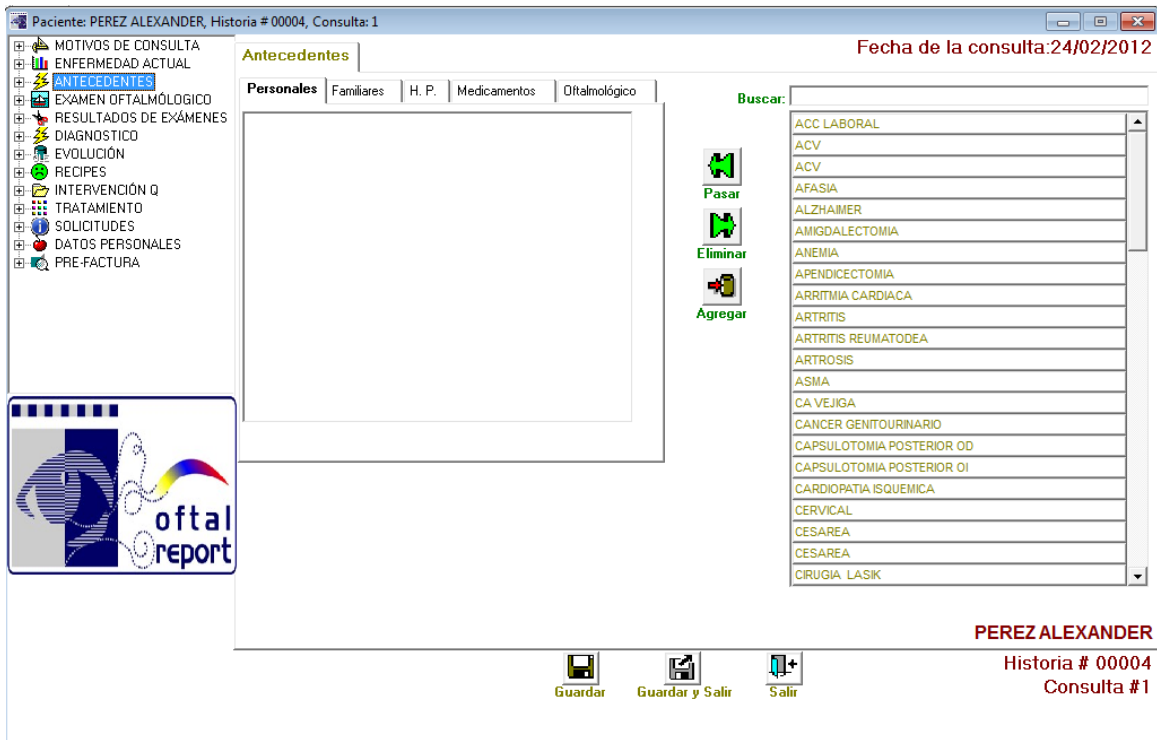 Paciente: PEREZ ALEXANDER, Historia # 00004, Consulta: 1
MOTIVOS DE CONSULTA
ENFERMEDAD ACTUAL
ANTECEDENTES
EXAMEN OFTALMÓLOGICO
RESULTADOS DE EXÁMENES
DIAGNOSTICO
EVOLUCIÓN
RECIPES
INTERVENCIÓN Q
TRATAMIENTO
SOLICITUDES
DATOS PERSONALES
PRE-FACTURA
oftal
report
Antecedentes
Fecha de la consulta:24/02/2012
Personales Familiares H. P. Medicamentos Oftalmológico
Pasar
Eliminar
Agregar
Buscar:
ACC LABORAL
ACV
ACV
AFASIA
ALZHAIMER
AMIGDALECTOMIA
ANEMIA
APENDICECTOMIA
ARRITMIA CARDIACA
ARTRITIS
ARTRITIS REUMATODEA
ARTROSIS
ASMA
CA VEJIGA
CANCER GENITOURINARIO
CAPSULOTOMIA POSTERIOR OD
CAPSULOTOMIA POSTERIOR OI
CARDIOPATIA ISQUEMICA
CERVICAL
CESAREA
CESAREA
CIRUGIA LASIK
PEREZ ALEXANDER
Historia # 00004
Consulta #1
Guardar Guardar y Salir Salir